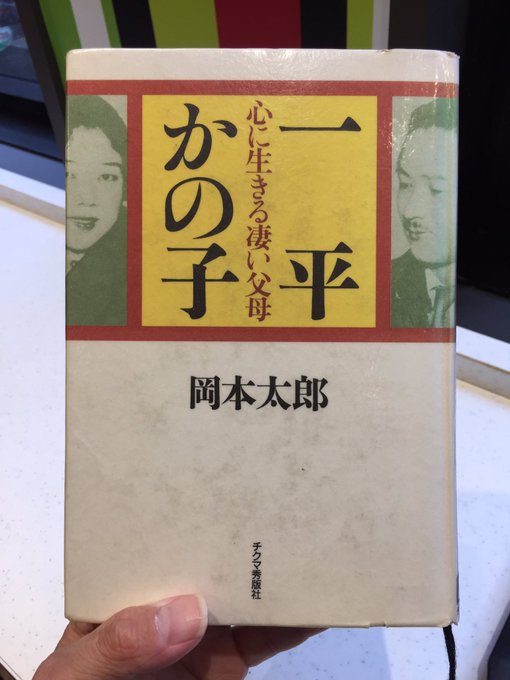 一平
心に生きる凄い父母
かの子
岡本太郎
チクマ秀版社